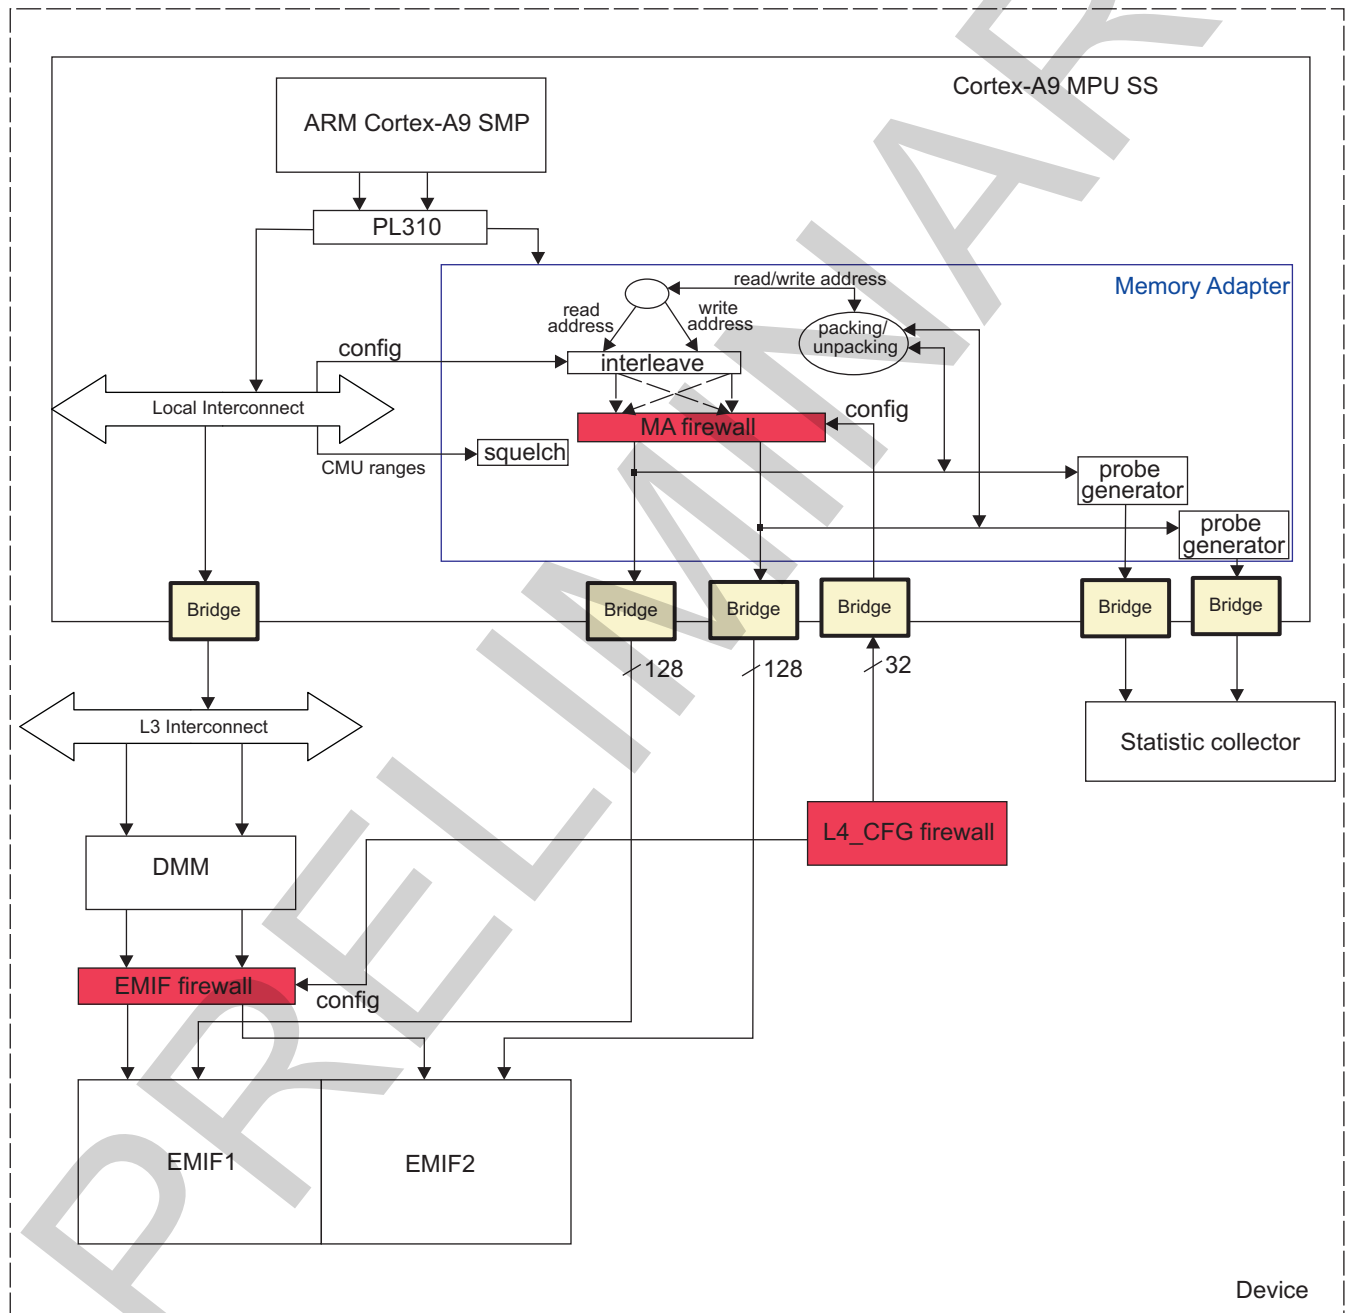 Cortex-A9 MPU SS
ARM Cortex-A9 SMP
PL310
Memory Adapter
read/write address
read
address
write
address
packing/
unpacking
config
interleave
Local Interconnect
MA firewall
config
CMU ranges
squelch
probe
generator
probe
generator
Bridge
Bridge
Bridge
Bridge
Bridge
Bridge
128
128
32
L3 Interconnect
Statistic collector
L4_CFG firewall
DMM
EMIF firewall
config
EMIF1
EMIF2
Device
PRELIMINAR